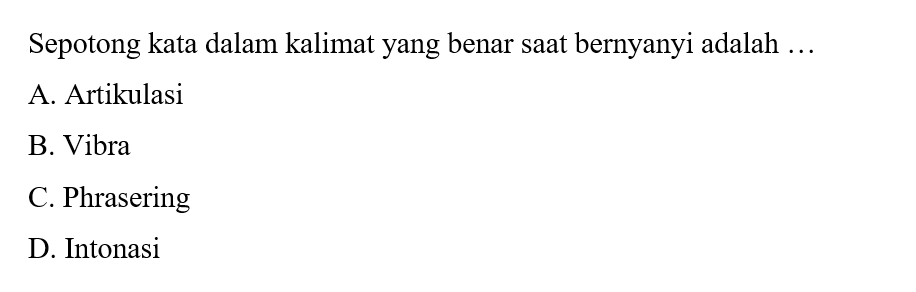 Sepotong kata dalam kalimat yang benar saat bernyanyi adalah …
A. Artikulasi
B. Vibra
C. Phrasering
D. Intonasi